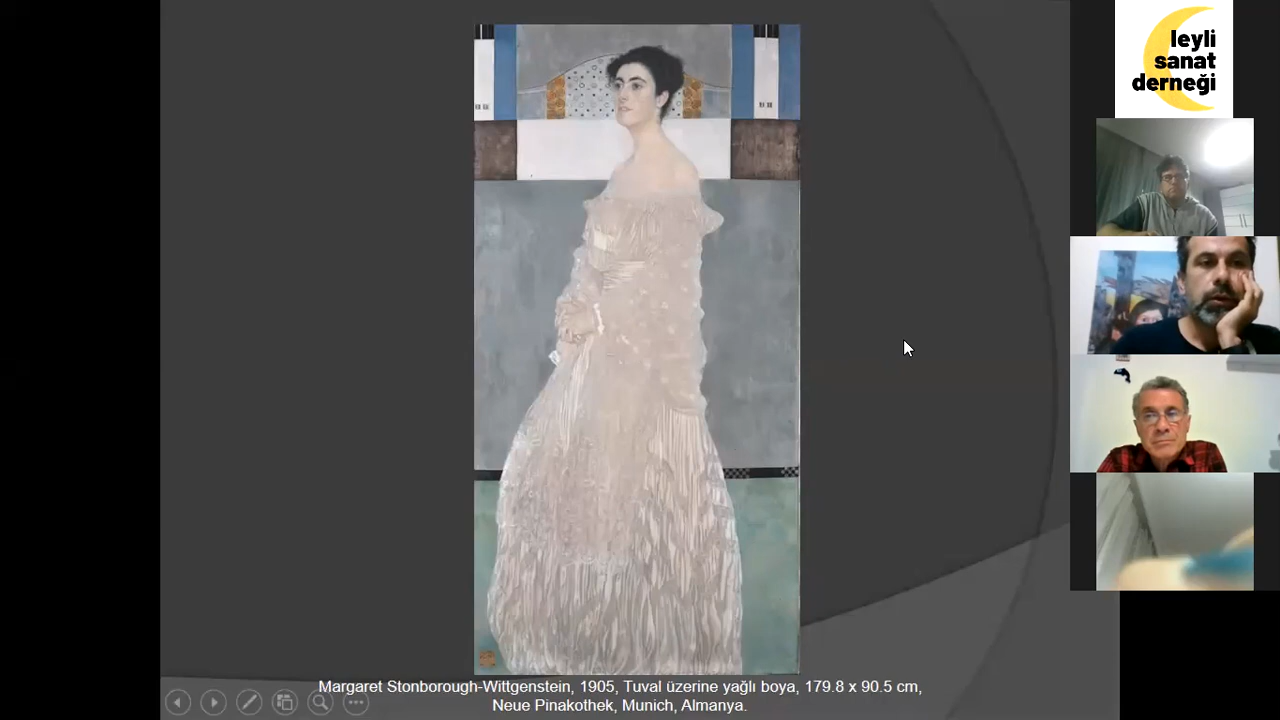 leyli
sanat
derneği
Margaret Stonborough-Wittgenstein, 1905, Tuval üzerine yağlı boya, 179.8 x 90.5 cm,
Neue Pinakothek, Munich, Almanya.